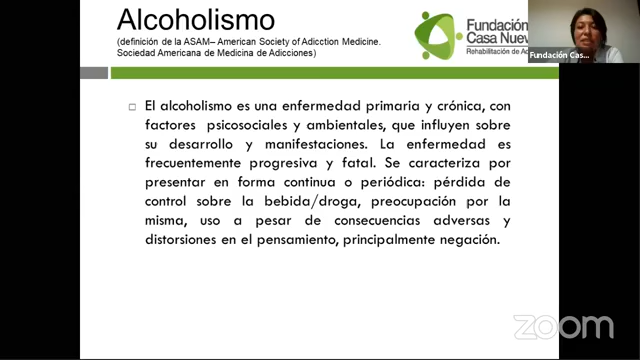 Alcoholismo
(definición de la ASAM– American Society of Adicction Medicine.
Sociedad Americana de Medicina de Adicciones)
Fundación
Casa Nuev
Rehabilitación de Ad
Fundación Cas...
El alcoholismo es una enfermedad primaria y crónica, con
factores psicosociales y ambientales, que influyen sobre
su desarrollo y manifestaciones. La enfermedad es
frecuentemente progresiva y fatal. Se caracteriza por
presentar en forma continua o periódica: pérdida de
control sobre la bebida/droga, preocupación por la
misma, uso a pesar de consecuencias adversas y
distorsiones en el pensamiento, principalmente negación.
zoom